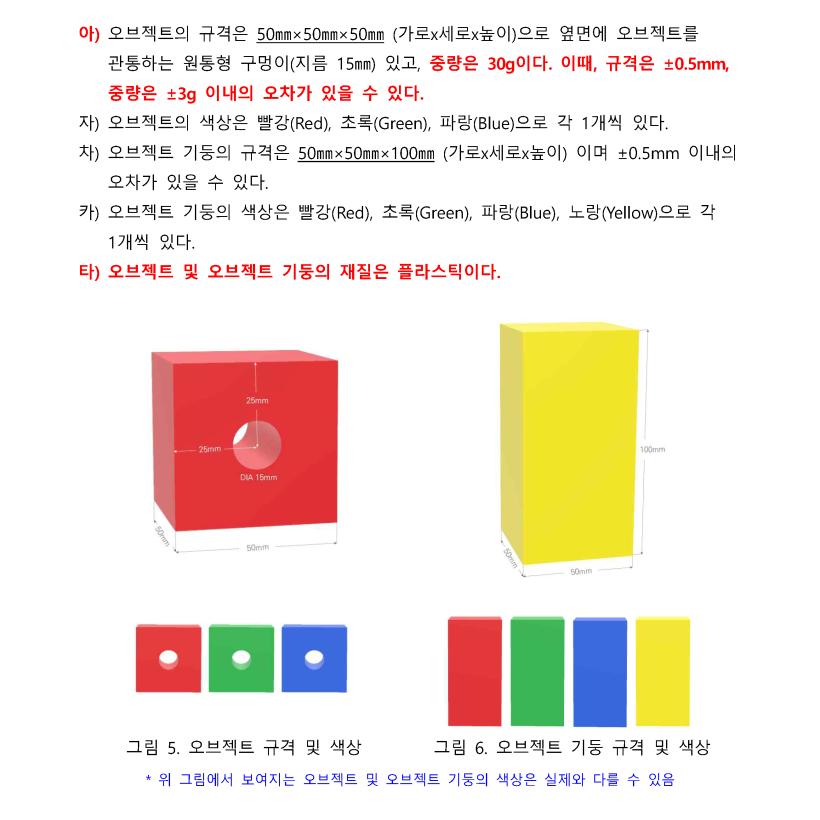 아) 오브젝트의 규격은 50㎜×50㎜×50㎜ (가로x세로x높이)으로 옆면에 오브젝트를
관통하는 원통형 구멍이(지름 15㎜) 있고, 중량은 30g이다. 이때, 규격은 ±0.5mm,
중량은 ±3g 이내의 오차가 있을 수 있다.
자) 오브젝트의 색상은 빨강(Red), 초록(Green), 파랑(Blue)으로 각 1개씩 있다.
차) 오브젝트 기둥의 규격은 50㎜×50㎜×100㎜ (가로x세로x높이) 이며 ±0.5mm 이내의
오차가 있을 수 있다.
카) 오브젝트 기둥의 색상은 빨강(Red), 초록(Green), 파랑(Blue), 노랑(Yellow)으로 각
1개씩 있다.
타) 오브젝트 및 오브젝트 기둥의 재질은 플라스틱이다.
25mm
25mm
DIA 15mm
50mm
50mm
100mm
50mm
50mm
그림 5. 오브젝트 규격 및 색상
그림 6. 오브젝트 기둥 규격 및 색상
* 위 그림에서 보여지는 오브젝트 및 오브젝트 기둥의 색상은 실제와 다를 수 있음